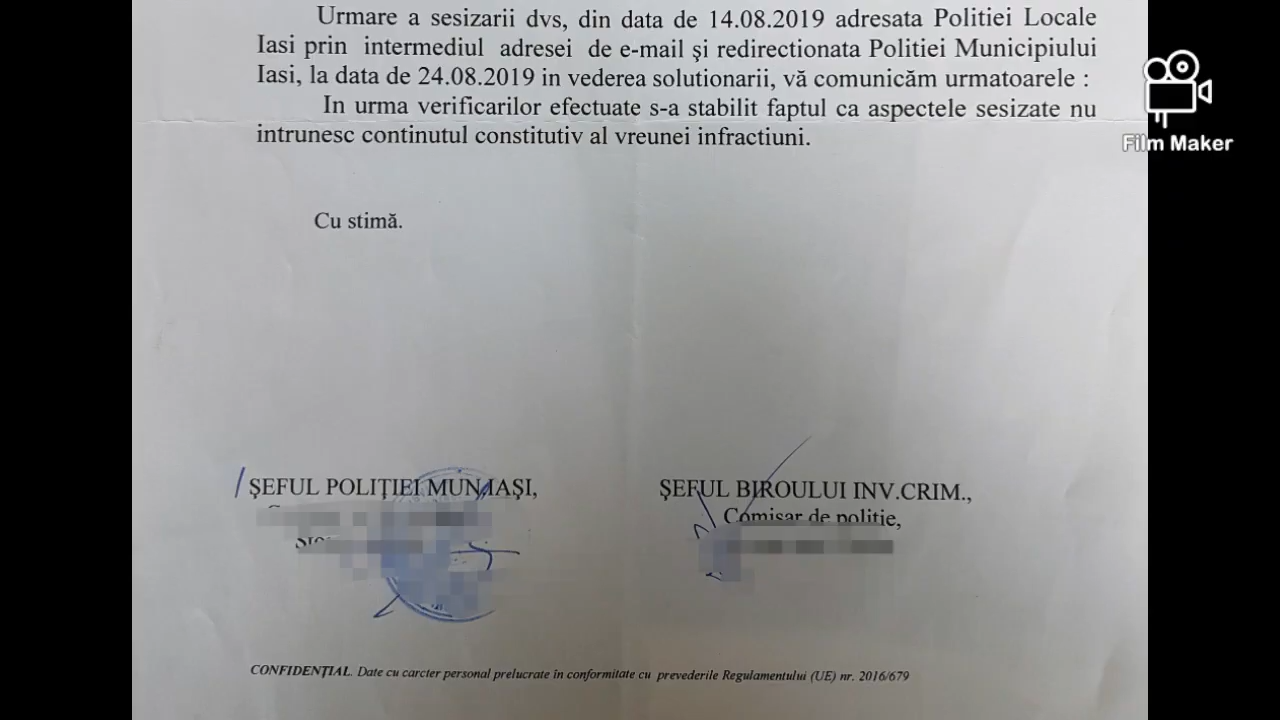 Urmare a sesizarii dvs, din data de 14.08.2019 adresata Politiei Locale
Iasi prin intermediul adresei de e-mail şi redirectionata Politiei Municipiului
Iasi, la data de 24.08.2019 in vederea solutionarii, vă comunicăm urmatoarele :
In urma verificarilor efectuate s-a stabilit faptul ca aspectele sesizate nu
intrunesc continutul constitutiv al vreunei infractiuni.
Cu stimă.
ŞEFUL POLIŢIEI MUN.IAŞI,
ŞEFUL BIROULUI INV.CRIM.,
Comisar de poliţie,
CONFIDENŢIAL. Date cu carcter personal prelucrate în conformitate cu prevederile Regulamentului (UE) nr. 2016/679
Film Maker